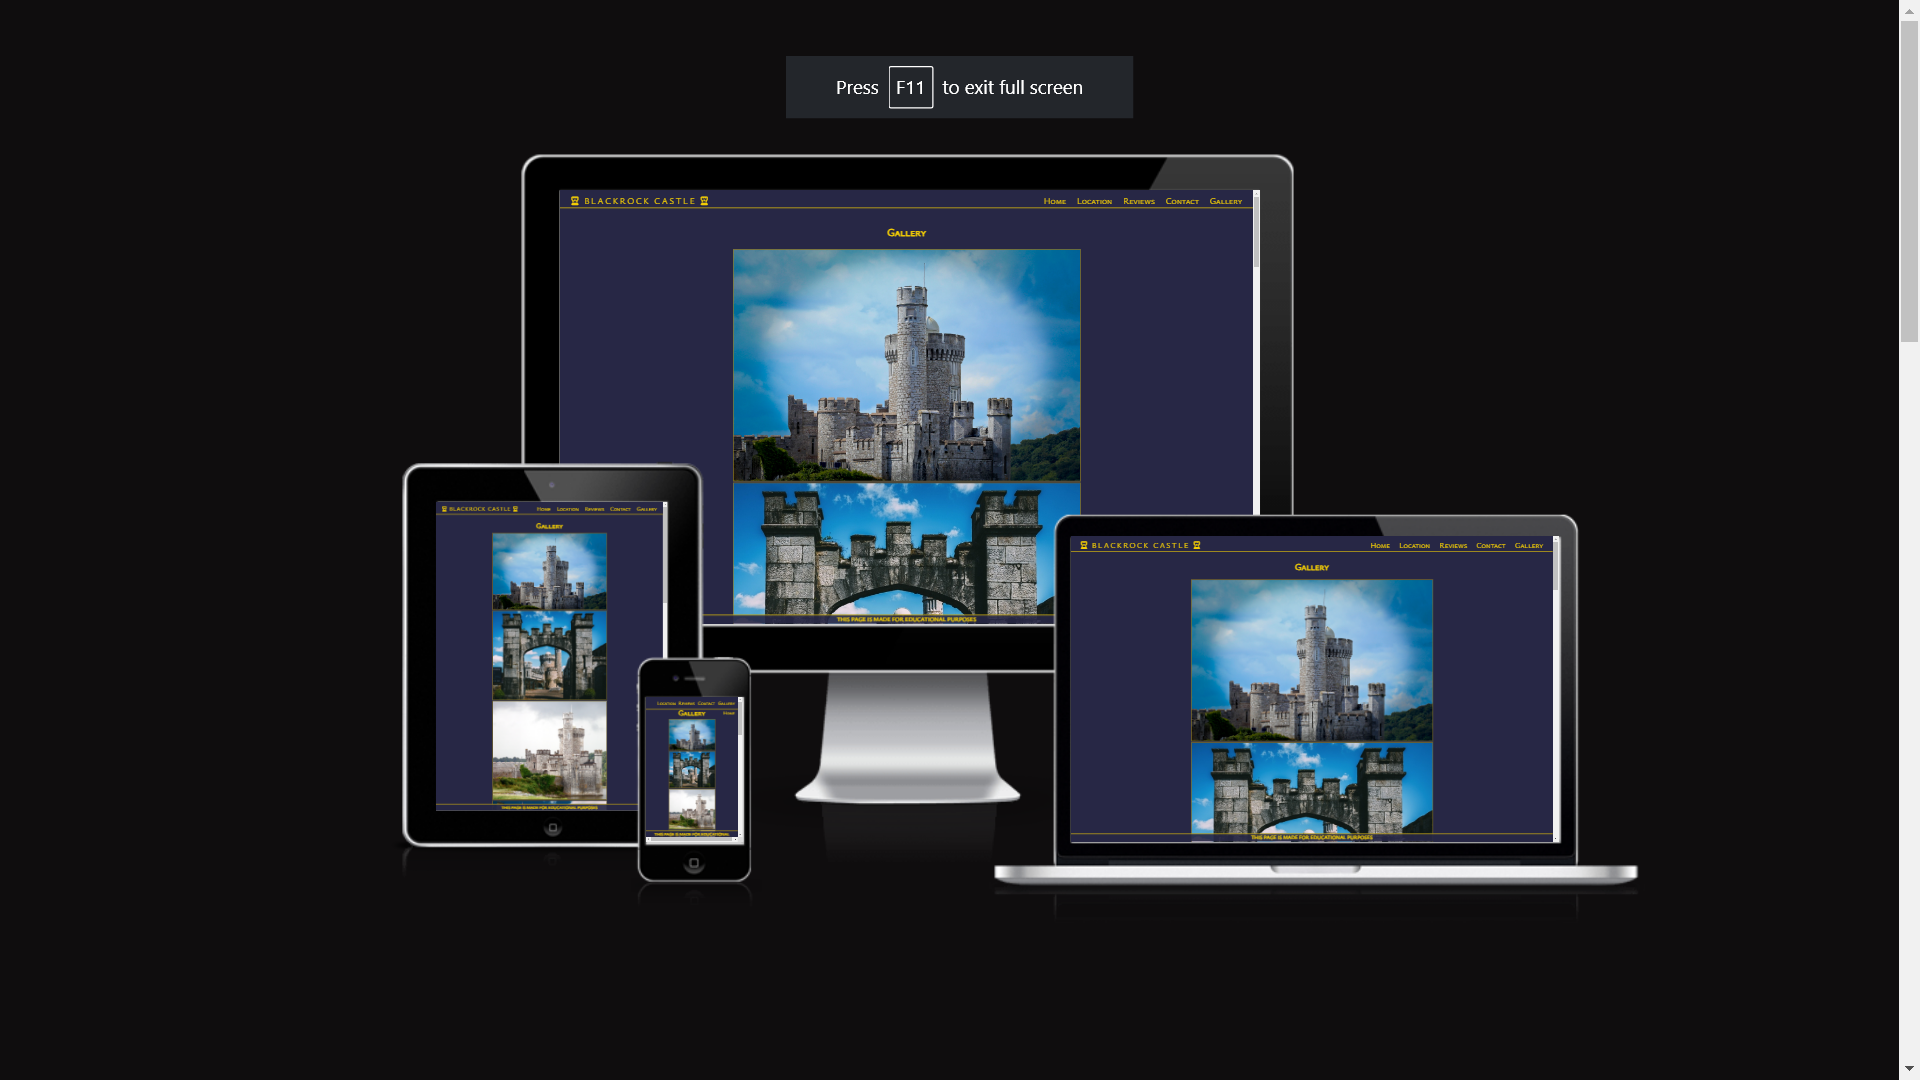 Press F11 to exit full screen
BLACKROCK CASTLE
Home Location Reviews Contact Gallery
Gallery
THIS PAGE IS MADE FOR EDUCATIONAL PURPOSES
BLACKROCK CASTLE
Home Location Reviews Contact Gallery
Gallery
THIS PAGE IS MADE FOR EDUCATIONAL PURPOSES
Location Reviews Contact Gallery
Home
Gallery
THIS PAGE IS MADE FOR EDUCATIONAL
BLACKROCK CASTLE
Home Location Reviews Contact Gallery
Gallery
THIS PAGE IS MADE FOR EDUCATIONAL PURPOSES